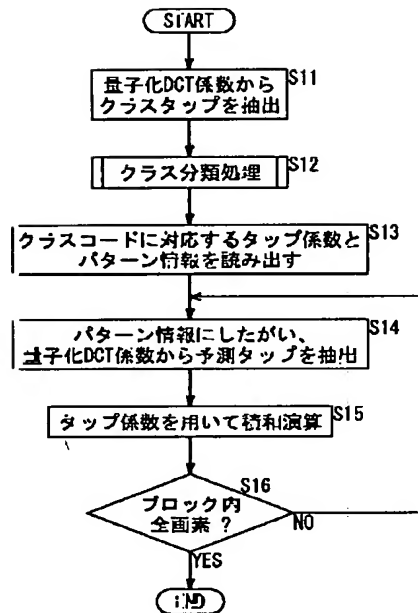 START
量子化DCT係数から
クラスタップを抽出
S11
クラス分類処理
S12
クラスコードに対応するタップ係数と
パターン情報を読み出す
S13
パターン情報にしたがい、
量子化DCT係数から予測タップを抽出
S14
タップ係数を用いて積和演算
S15
S16
ブロック内
全画素?
NO
YES
END